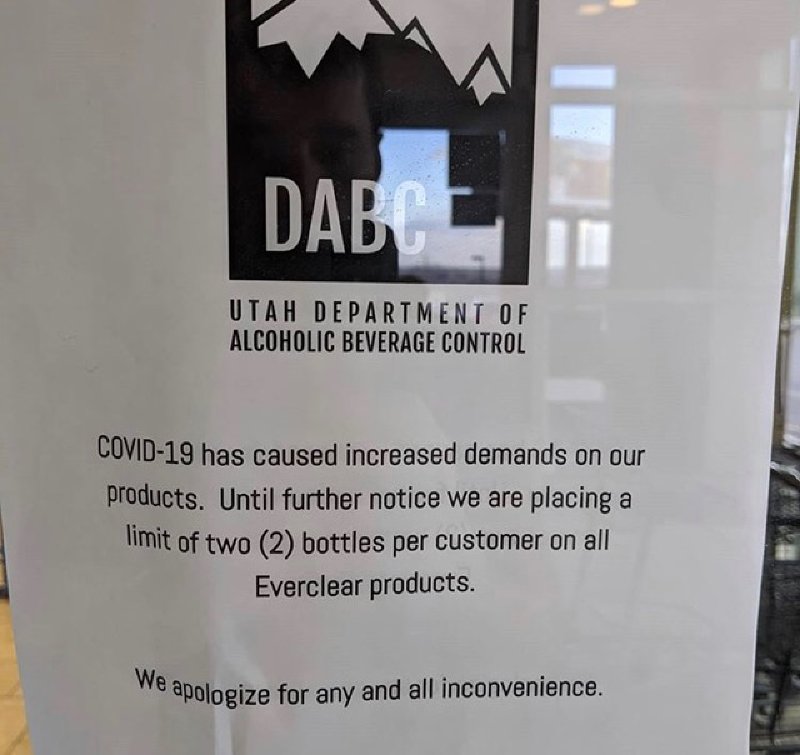 DABC
UTAH DEPARTMENT OF
ALCOHOLIC BEVERAGE CONTROL
COVID-19 has caused increased demands on our
products. Until further notice we are placing a
limit of two (2) bottles per customer on all
Everclear products.
We apologize for any and all inconvenience.